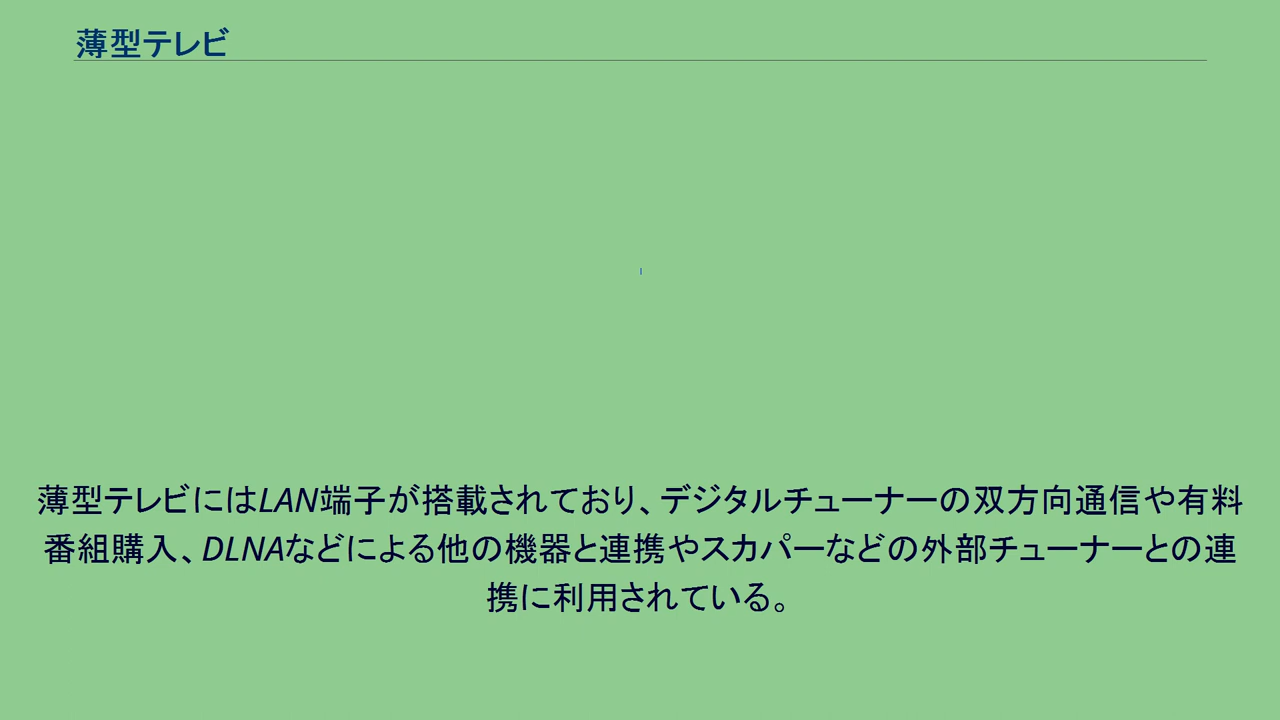 薄型テレビ
薄型テレビにはLAN端子が搭載されており、デジタルチューナーの双方向通信や有料
番組購入、DLNAなどによる他の機器と連携やスカパーなどの外部チューナーとの連
携に利用されている。